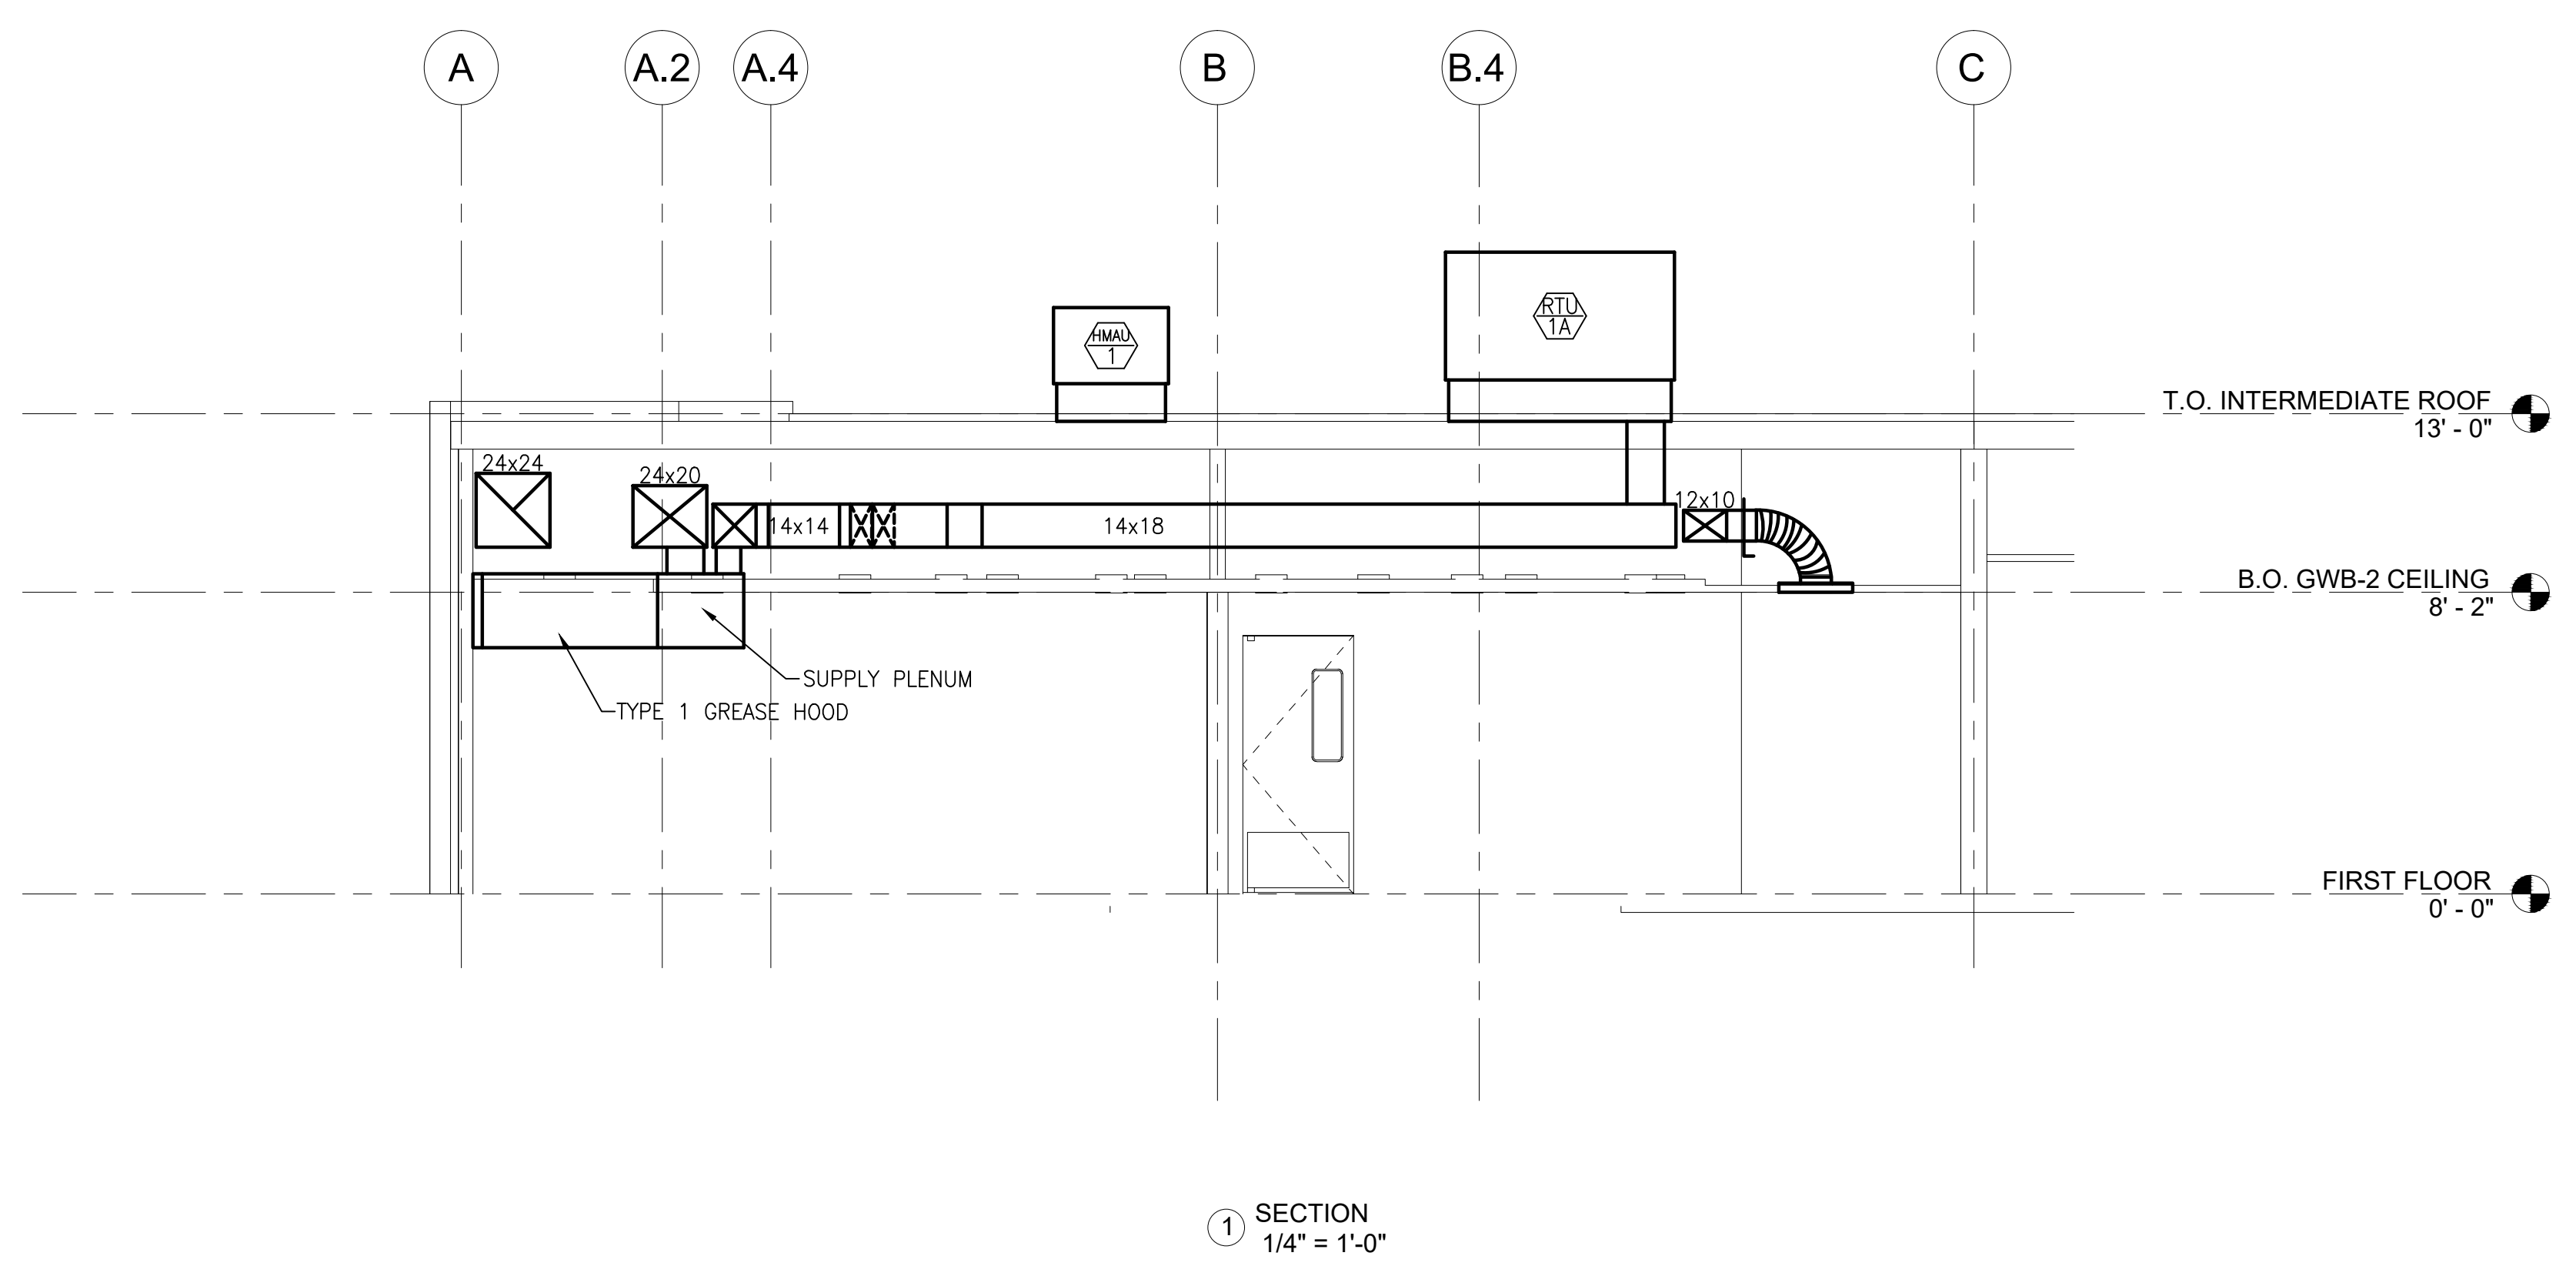 A
A.2
A.4
B
B.4
C
HMAU
1
RTU
1A
T.O. INTERMEDIATE ROOF
13' - 0"
24x24
24x20
14x14
14x18
12x10
B.O. GWB-2 CEILING
8' - 2"
SUPPLY PLENUM
TYPE 1 GREASE HOOD
FIRST FLOOR
0' - 0"
1
SECTION
1/4" = 1'-0"